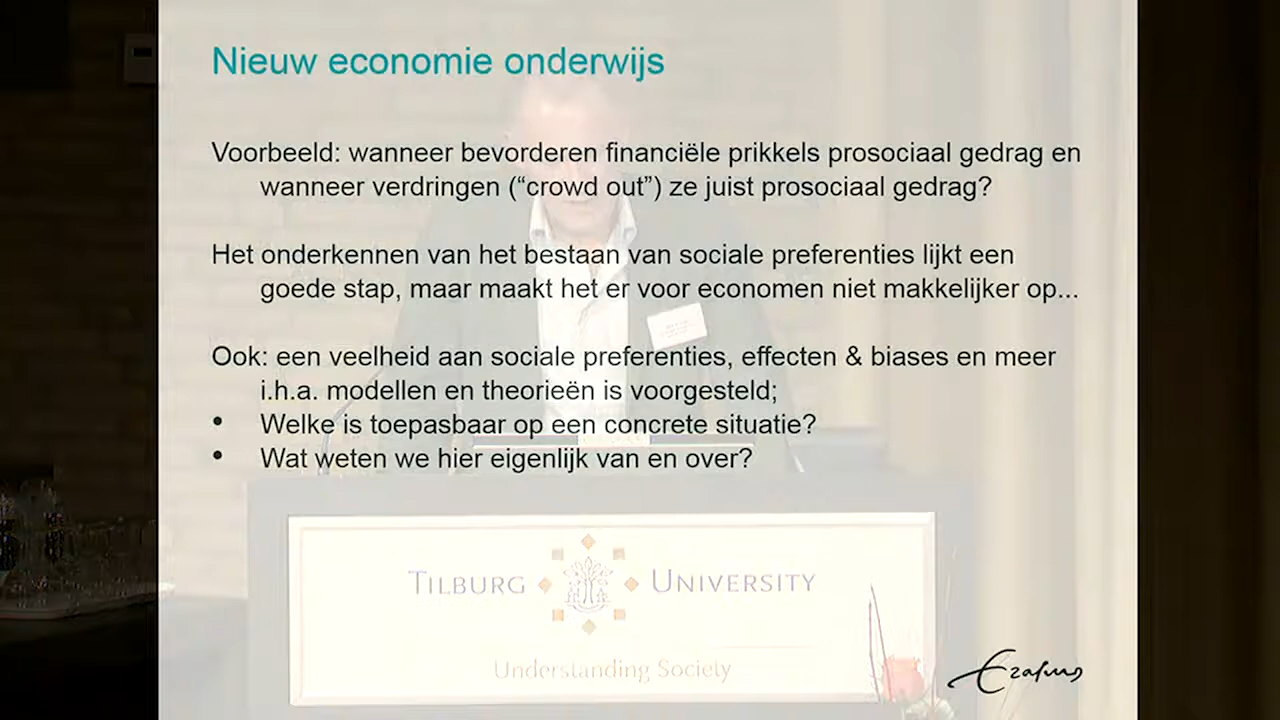 Nieuw economie onderwijs
Voorbeeld: wanneer bevorderen financiële prikkels prosociaal gedrag en
wanneer verdringen (“crowd out”) ze juist prosociaal gedrag?
Het onderkennen van het bestaan van sociale preferenties lijkt een
goede stap, maar maakt het er voor economen niet makkelijker op...
Ook: een veelheid aan sociale preferenties, effecten & biases en meer
i.h.a. modellen en theorieën is voorgesteld;
• Welke is toepasbaar op een concrete situatie?
• Wat weten we hier eigenlijk van en over?
TILBURG UNIVERSITY
Understanding Society
Erasmus